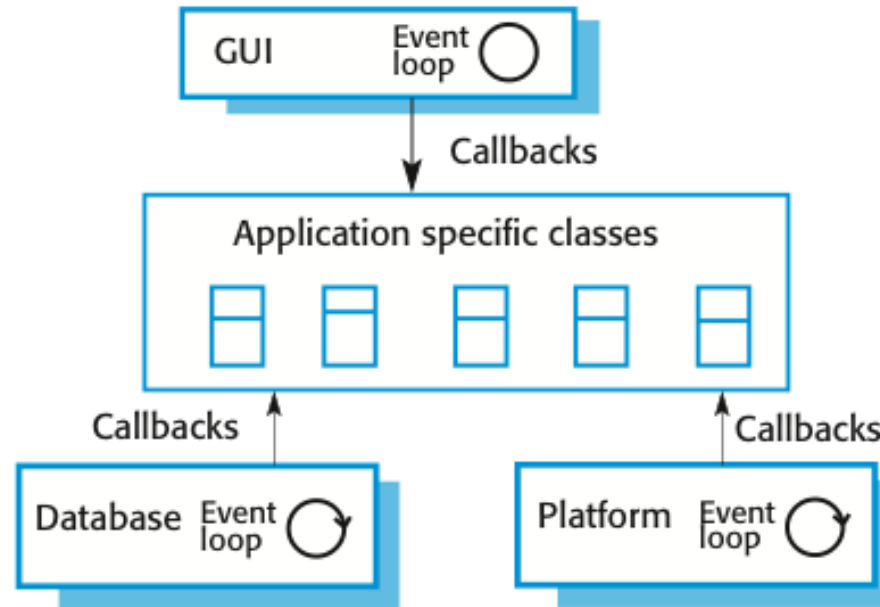 GUI
Event
loop
Callbacks
Application specific classes
Callbacks
Callbacks
Database
Event
loop
Platform
Event
loop